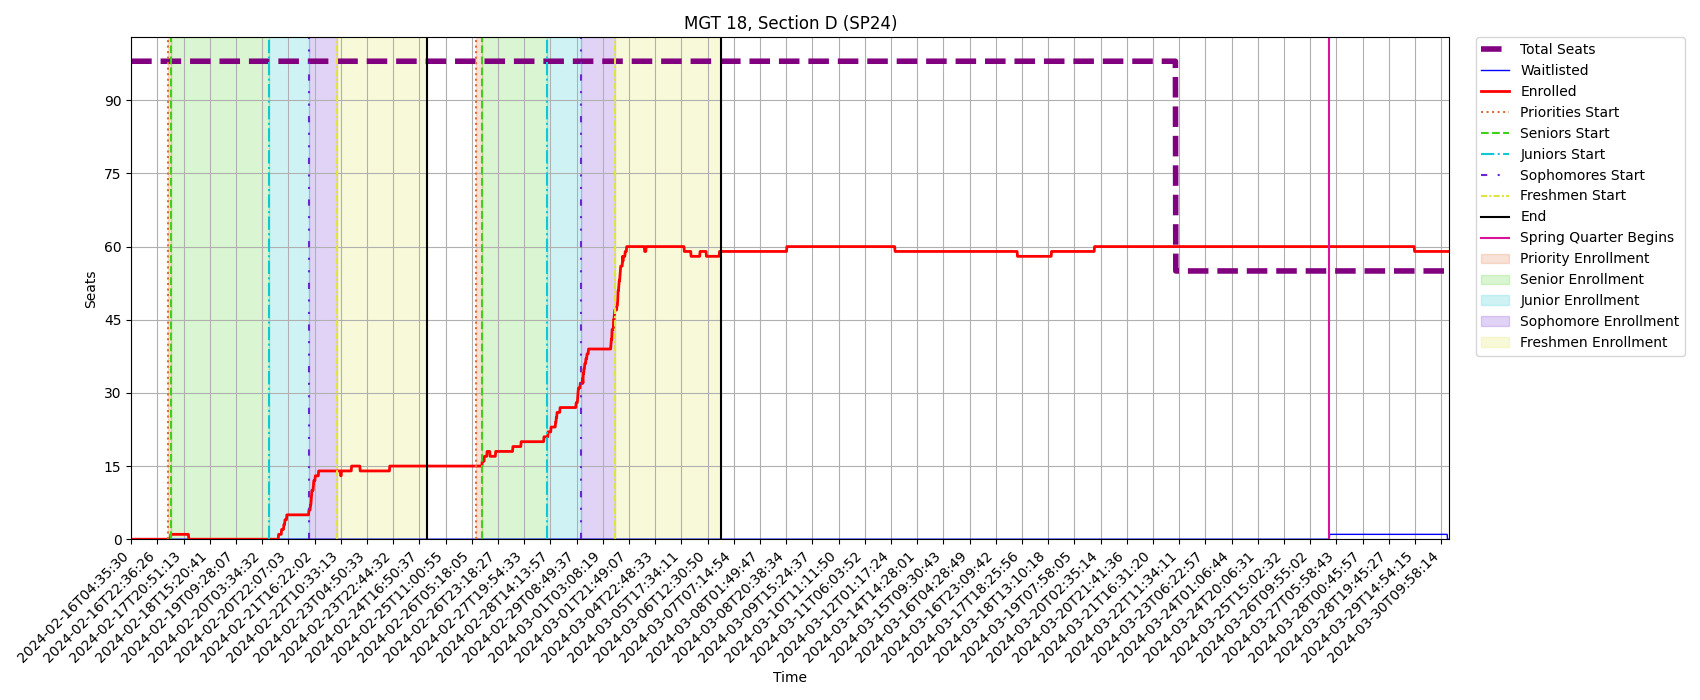 MGT 18, Section D (SP24)
Seats
90
75
60
45
30
15
0
2024-02-16T04:35:30
2024-02-16T22:36:26
2024-02-17T20:51:13
2024-02-18T15:20:41
2024-02-19T09:28:07
2024-02-20T03:34:32
2024-02-20T22:07:03
2024-02-21T16:22:02
2024-02-22T10:33:13
2024-02-23T04:50:33
2024-02-23T22:44:32
2024-02-24T16:50:37
2024-02-25T11:00:55
2024-02-26T05:18:05
2024-02-26T23:18:27
2024-02-27T19:54:33
2024-02-28T14:13:57
2024-02-29T08:49:37
2024-03-01T03:08:19
2024-03-01T21:49:07
2024-03-04T22:48:33
2024-03-05T17:34:11
2024-03-06T12:30:50
2024-03-07T07:14:54
2024-03-08T01:49:47
2024-03-08T20:38:34
2024-03-09T15:24:37
2024-03-10T11:11:50
2024-03-11T06:03:52
2024-03-12T01:17:24
2024-03-14T14:28:01
2024-03-15T09:30:43
2024-03-16T04:28:49
2024-03-16T23:09:42
2024-03-17T18:25:56
2024-03-18T13:10:18
2024-03-19T07:58:05
2024-03-20T02:35:14
2024-03-20T21:41:36
2024-03-21T16:31:20
2024-03-22T11:34:11
2024-03-23T06:22:57
2024-03-24T01:06:44
2024-03-24T20:06:31
2024-03-25T15:02:32
2024-03-26T09:55:02
2024-03-27T05:58:43
2024-03-28T00:45:57
2024-03-28T19:45:27
2024-03-29T14:54:15
2024-03-30T09:58:14
Time
Total Seats
Waitlisted
Enrolled
Priorities Start
Seniors Start
Juniors Start
Sophomores Start
Freshmen Start
End
Spring Quarter Begins
Priority Enrollment
Senior Enrollment
Junior Enrollment
Sophomore Enrollment
Freshmen Enrollment